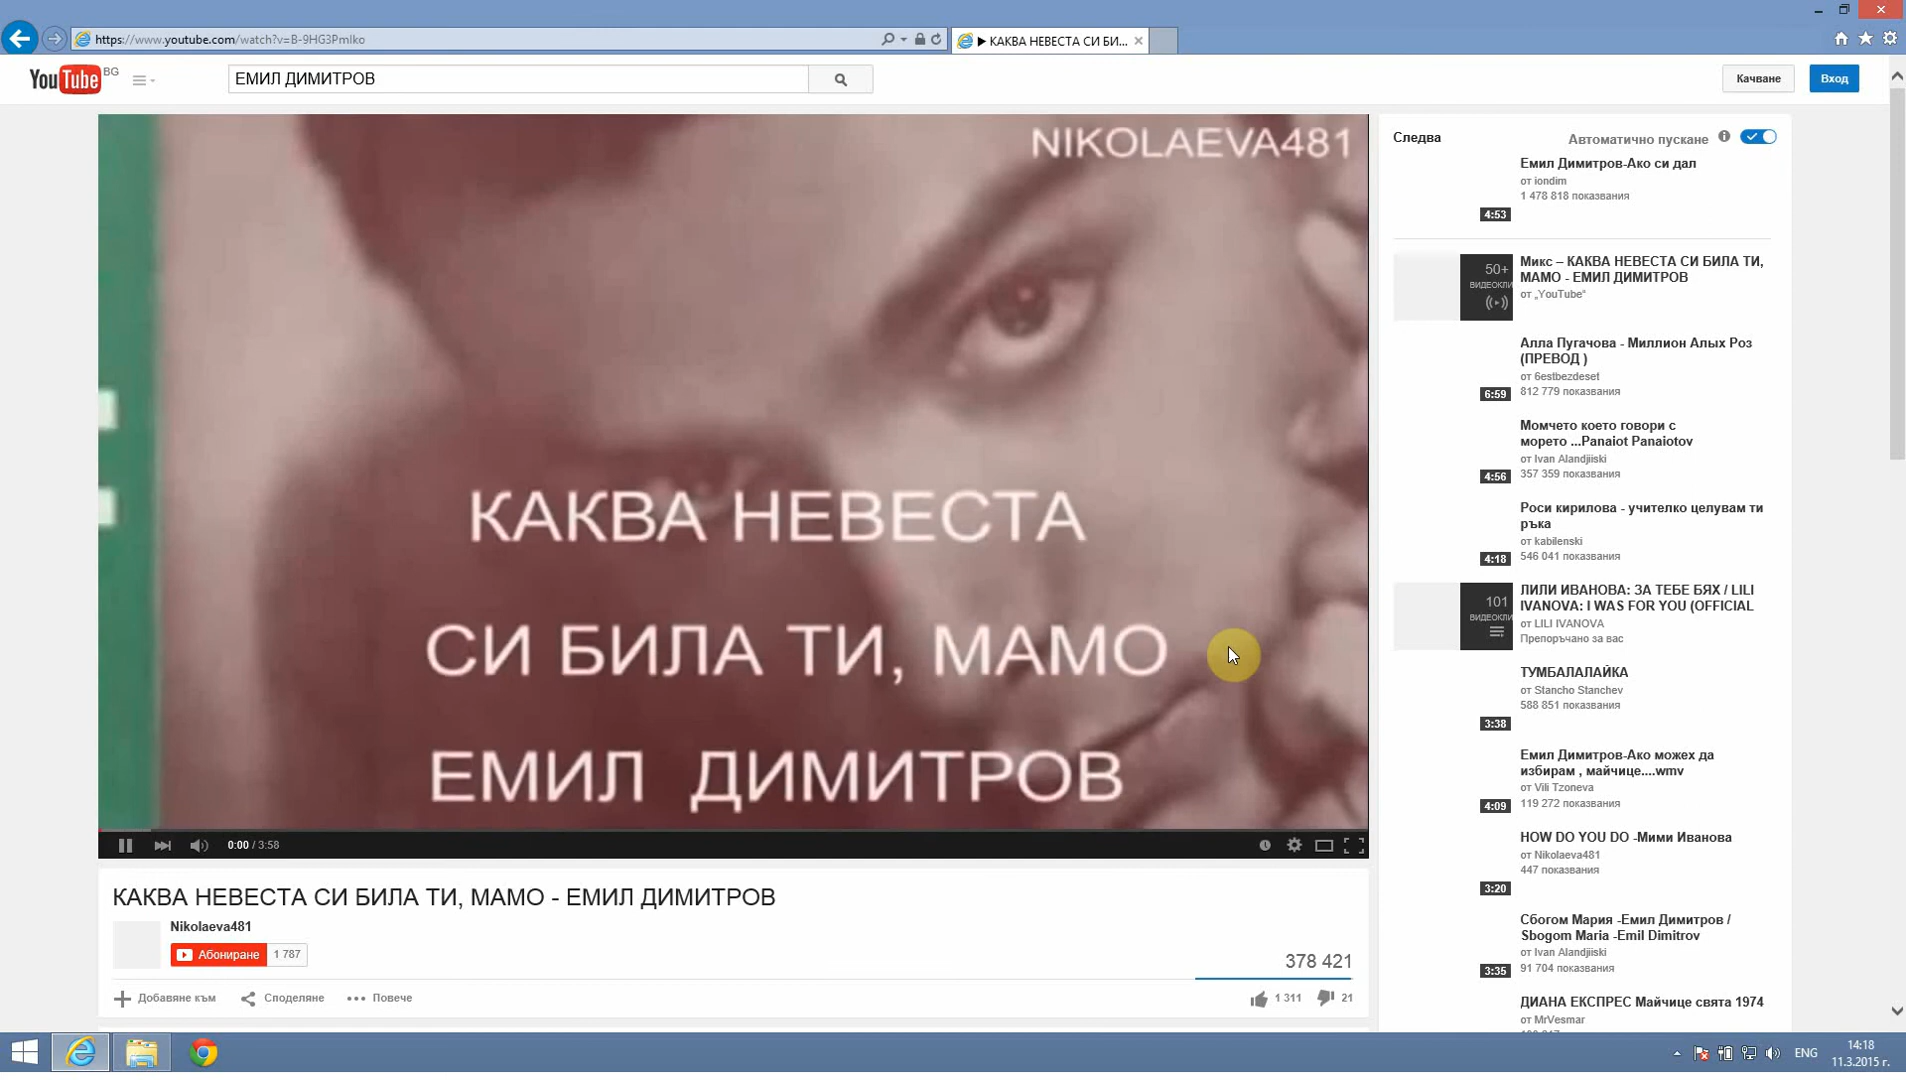 https://www.youtube.com/watch?v=B-9HG3Pmlko
КАКВА НЕВЕСТА СИ БИ...
YouTube BG
ЕМИЛ ДИМИТРОВ
Качване
Вход
NIKOLAEVA481
КАКВА НЕВЕСТА
СИ БИЛА ТИ, МАМО
ЕМИЛ ДИМИТРОВ
0:00 / 3:58
КАКВА НЕВЕСТА СИ БИЛА ТИ, МАМО - ЕМИЛ ДИМИТРОВ
Nikolaeva481
Абониране 1 787
378 421
Добавяне към Споделяне Повече
1 311 21
Следва Автоматично пускане
Емил Димитров-Ако си дал
от iondim
1 478 818 показвания
4:53
Микс – КАКВА НЕВЕСТА СИ БИЛА ТИ,
МАМО - ЕМИЛ ДИМИТРОВ
от „YouTube“
50+
ВИДЕОКЛИ
Алла Пугачова - Миллион Алых Роз
(ПРЕВОД )
от 6estbezdeset
812 779 показвания
6:59
Момчето което говори с
морето ...Panaiot Panaiotov
от Ivan Alandjiiski
357 359 показвания
4:56
Роси кирилова - учителко целувам ти
ръка
от kabilenski
546 041 показвания
4:18
ЛИЛИ ИВАНОВА: ЗА ТЕБЕ БЯХ / LILI
IVANOVA: I WAS FOR YOU (OFFICIAL
от LILI IVANOVA
Препоръчано за вас
101
ВИДЕОКЛИ
ТУМБАЛАЛАЙКА
от Stancho Stanchev
588 851 показвания
3:38
Емил Димитров-Ако можех да
избирам , майчице....wmv
от Vili Tzoneva
119 272 показвания
4:09
HOW DO YOU DO -Мими Иванова
от Nikolaeva481
447 показвания
3:20
Сбогом Мария -Емил Димитров /
Sbogom Maria -Emil Dimitrov
от Ivan Alandjiiski
91 704 показвания
3:35
ДИАНА ЕКСПРЕС Майчице свята 1974
от MrVesmar
ENG
14:18
11.3.2015 г.